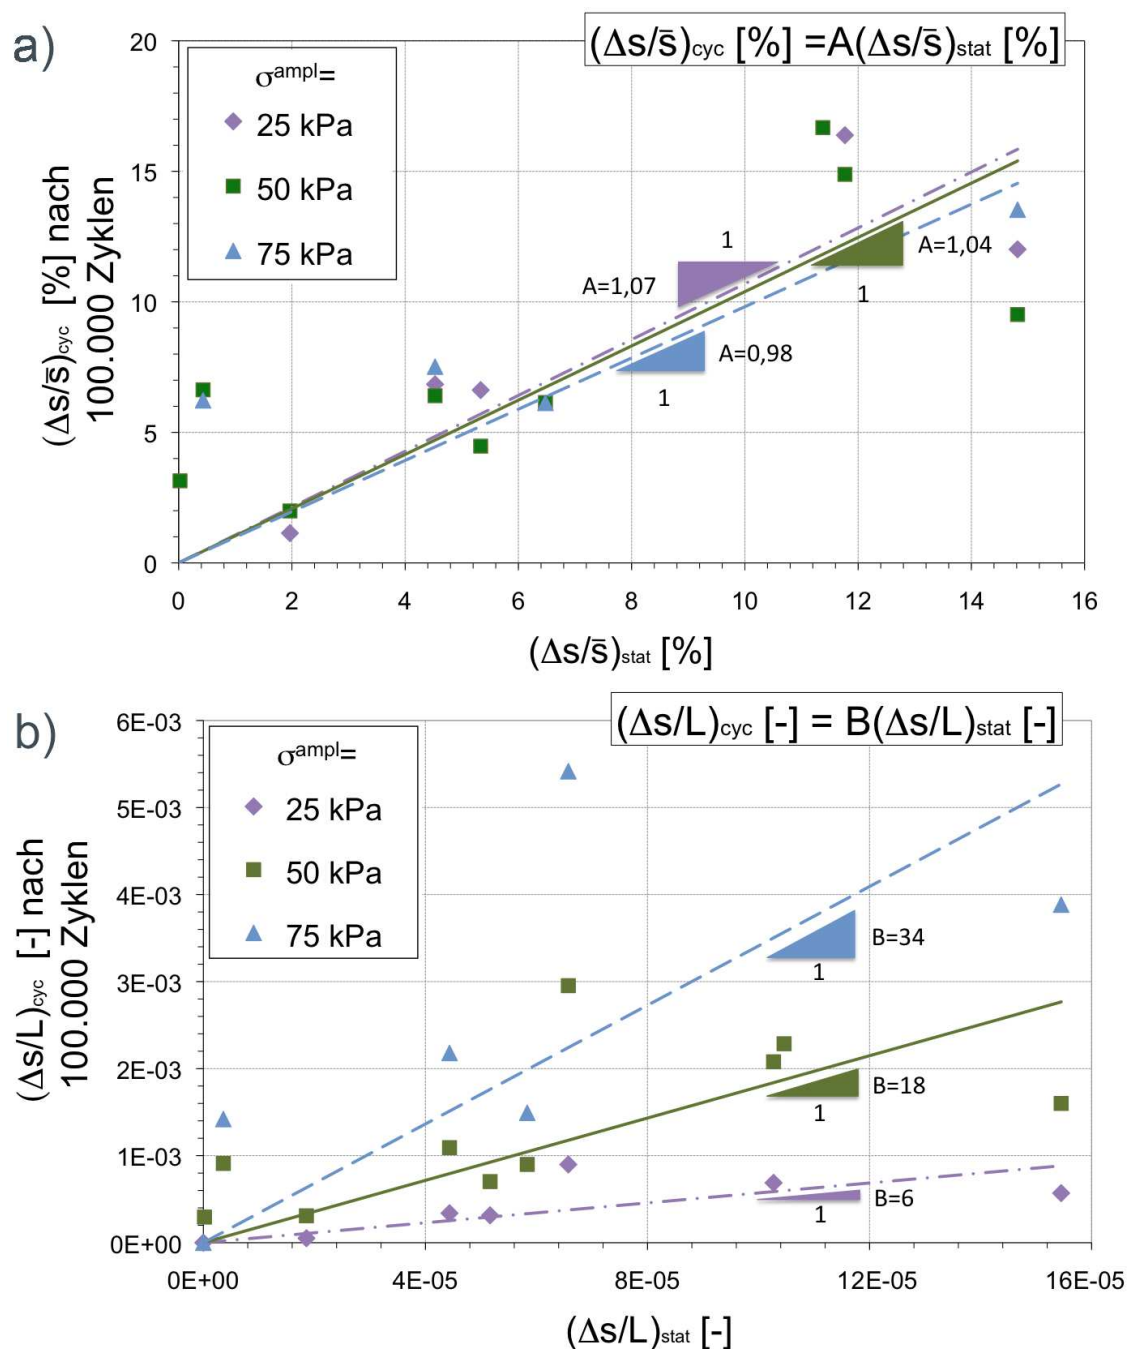 a)
(Δs/s̄)cyc [%] =A(Δs/s̄)stat [%]
σampl=
25 kPa
50 kPa
75 kPa
(Δs/s̄)cyc [%] nach
100.000 Zyklen
20
15
10
5
0
1
A=1,07
A=1,04
1
A=0,98
1
0 2 4 6 8 10 12 14 16
(Δs/s̄)stat [%]
b)
(Δs/L)cyc [-] = B(Δs/L)stat [-]
σampl=
25 kPa
50 kPa
75 kPa
(Δs/L)cyc [-] nach
100.000 Zyklen
6E-03
5E-03
4E-03
3E-03
2E-03
1E-03
0E+00
B=34
1
B=18
1
B=6
1
0E+00 4E-05 8E-05 12E-05 16E-05
(Δs/L)stat [-]